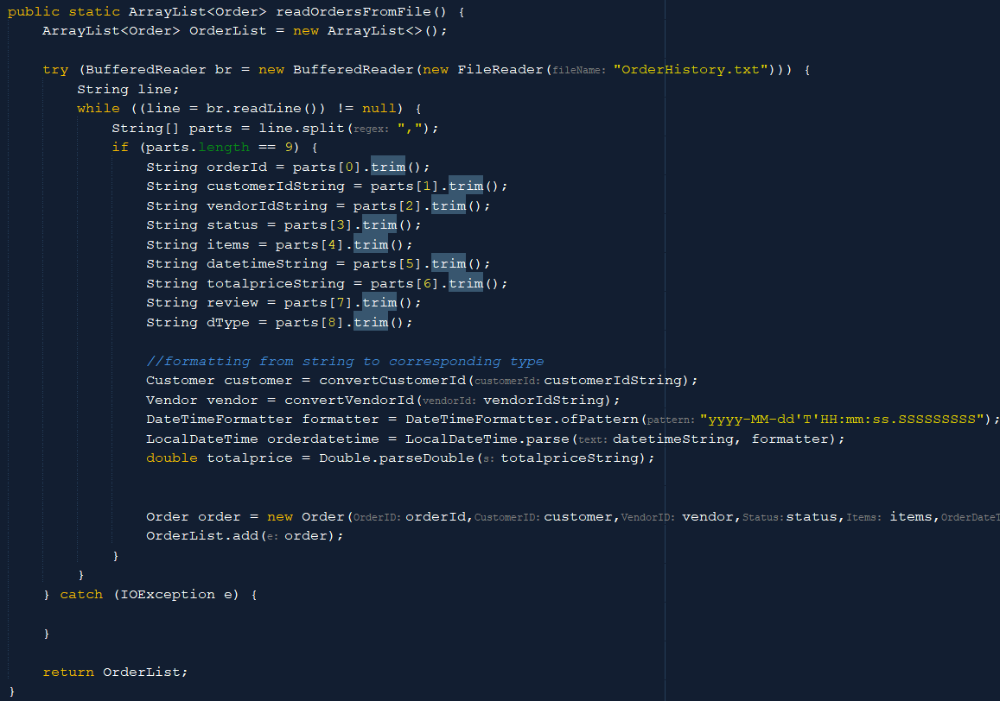 public static ArrayList<Order> readOrdersFromFile() {
    ArrayList<Order> OrderList = new ArrayList<>();

    try (BufferedReader br = new BufferedReader(new FileReader(fileName: "OrderHistory.txt"))) {
        String line;
        while ((line = br.readLine()) != null) {
            String[] parts = line.split(regex: ",");
            if (parts.length == 9) {
                String orderId = parts[0].trim();
                String customerIdString = parts[1].trim();
                String vendorIdString = parts[2].trim();
                String status = parts[3].trim();
                String items = parts[4].trim();
                String datetimeString = parts[5].trim();
                String totalpriceString = parts[6].trim();
                String review = parts[7].trim();
                String dType = parts[8].trim();

                //formatting from string to corresponding type
                Customer customer = convertCustomerId(customerId: customerIdString);
                Vendor vendor = convertVendorId(vendorId: vendorIdString);
                DateTimeFormatter formatter = DateTimeFormatter.ofPattern(pattern: "yyyy-MM-dd'T'HH:mm:ss.SSSSSSSSS");
                LocalDateTime orderdatetime = LocalDateTime.parse(text: datetimeString, formatter);
                double totalprice = Double.parseDouble(s: totalpriceString);


                Order order = new Order(OrderID: orderId,CustomerID: customer,VendorID: vendor,Status: status,Items: items,OrderDateT
                OrderList.add(e: order);
            }
        }
    } catch (IOException e) {

    }

    return OrderList;
}